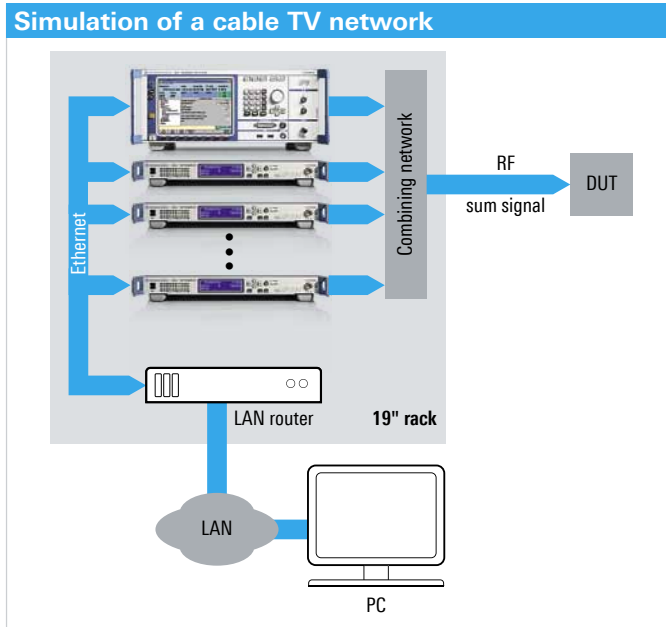 Simulation of a cable TV network
Ethernet
Combining network
RF
sum signal
DUT
LAN router
19" rack
LAN
PC